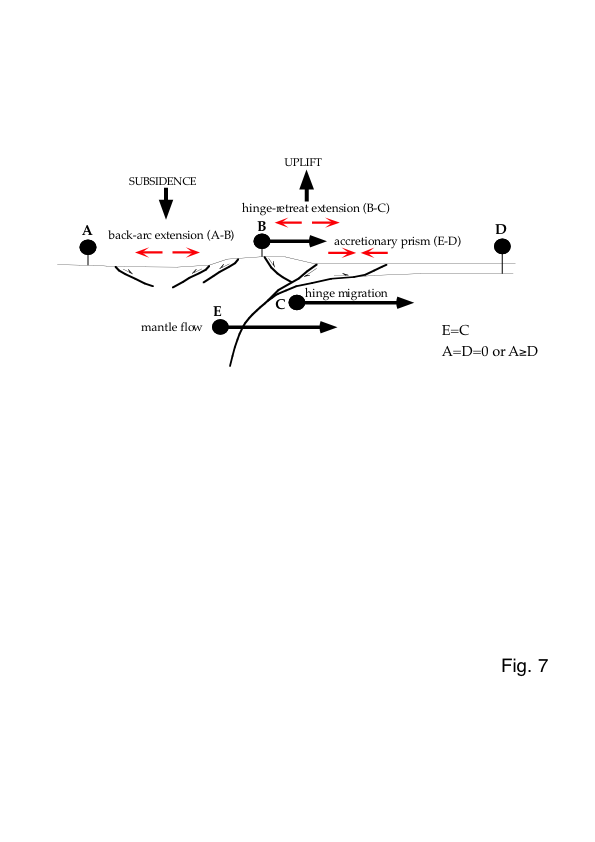 UPLIFT
SUBSIDENCE
hinge-retreat extension (B-C)
A
back-arc extension (A-B)
B
accretionary prism (E-D)
D
hinge migration
C
E
mantle flow
E=C
A=D=0 or A≥D
Fig. 7